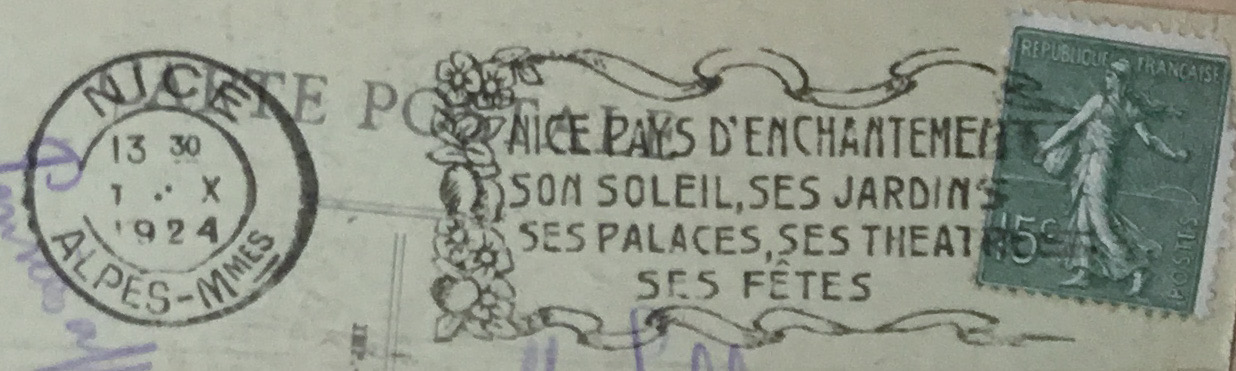 CARTE POSTALE
NICE
13 30
1 · X
1924
ALPES-MMES
NICE PAYS D'ENCHANTEMENT
SON SOLEIL, SES JARDINS
SES PALACES, SES THEATRES
SES FÊTES
REPUBLIQUE FRANÇAISE
15c
POSTES